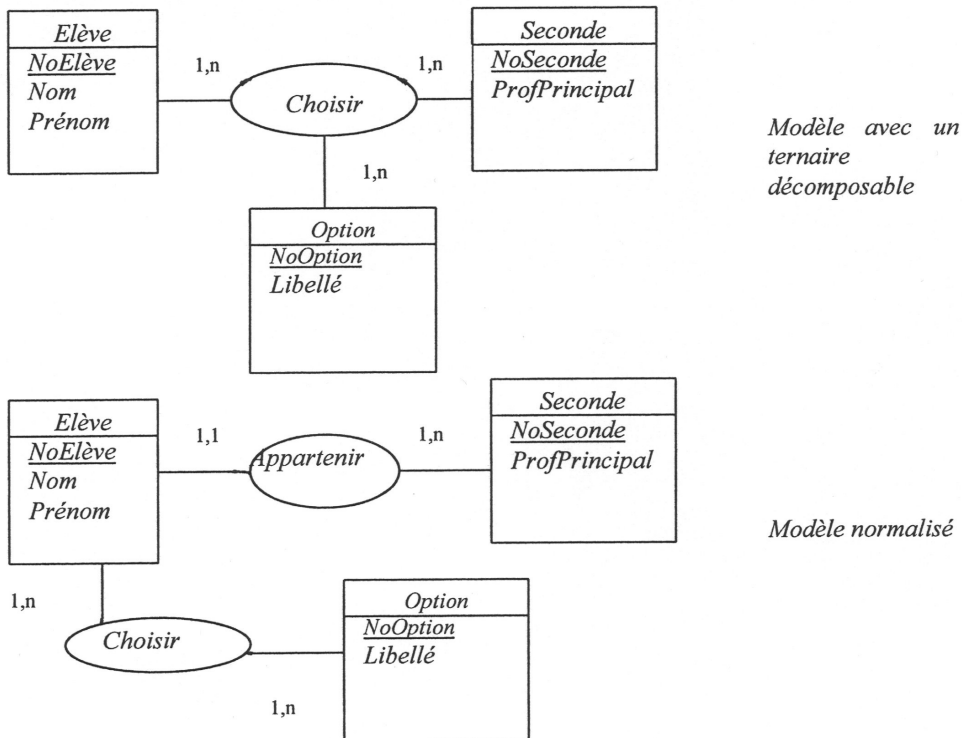 Elève
NoElève
Nom
Prénom
1,n
Choisir
1,n
Seconde
NoSeconde
ProfPrincipal
1,n
Option
NoOption
Libellé
Modèle avec un
ternaire
décomposable
Elève
NoElève
Nom
Prénom
1,1
Appartenir
1,n
Seconde
NoSeconde
ProfPrincipal
Modèle normalisé
1,n
Choisir
1,n
Option
NoOption
Libellé